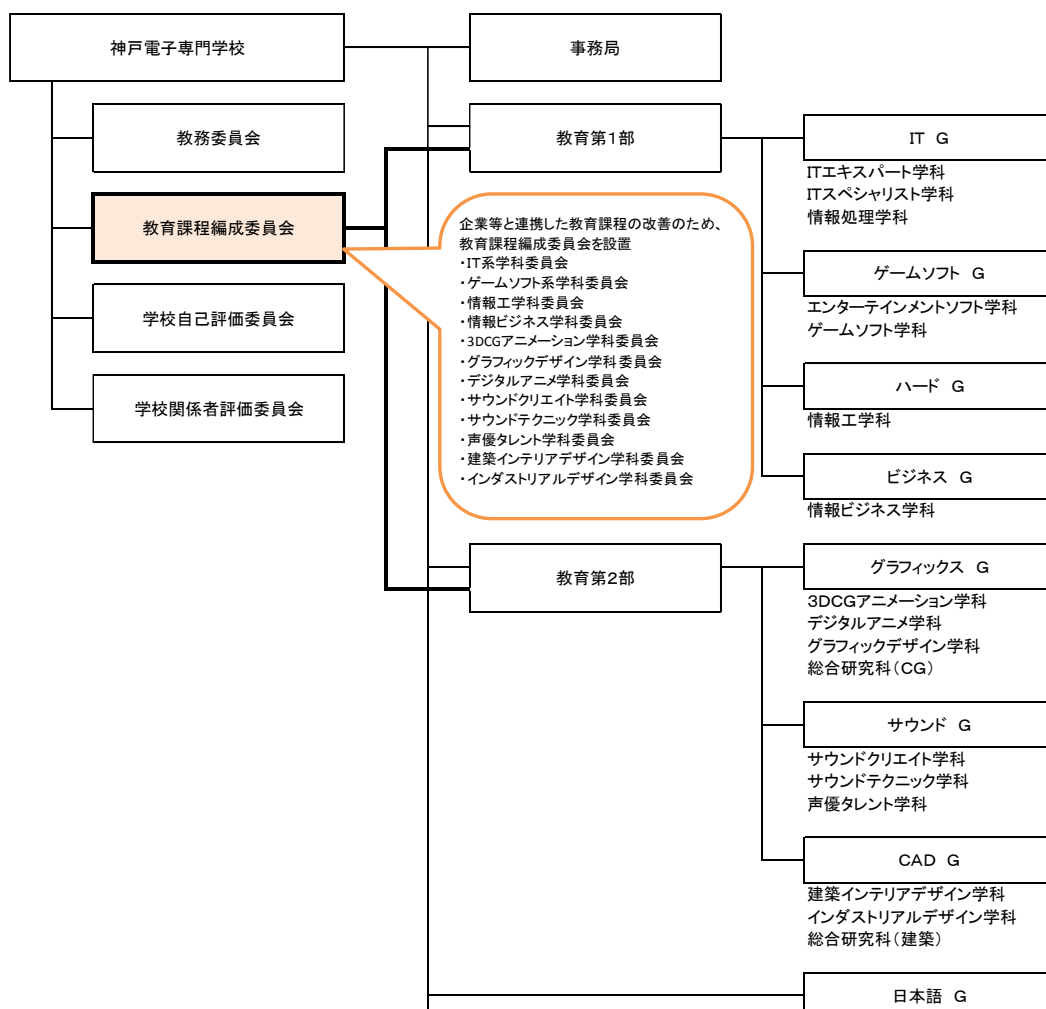 神戸電子専門学校
事務局
教務委員会
教育課程編成委員会
学校自己評価委員会
学校関係者評価委員会
教育第1部
企業等と連携した教育課程の改善のため、
教育課程編成委員会を設置
・IT系学科委員会
・ゲームソフト系学科委員会
・情報工学科委員会
・情報ビジネス学科委員会
・3DCGアニメーション学科委員会
・グラフィックデザイン学科委員会
・デジタルアニメ学科委員会
・サウンドクリエイト学科委員会
・サウンドテクニック学科委員会
・声優タレント学科委員会
・建築インテリアデザイン学科委員会
・インダストリアルデザイン学科委員会
教育第2部
IT G
ITエキスパート学科
ITスペシャリスト学科
情報処理学科
ゲームソフト G
エンターテインメントソフト学科
ゲームソフト学科
ハード G
情報工学科
ビジネス G
情報ビジネス学科
グラフィックス G
3DCGアニメーション学科
デジタルアニメ学科
グラフィックデザイン学科
総合研究科(CG)
サウンド G
サウンドクリエイト学科
サウンドテクニック学科
声優タレント学科
CAD G
建築インテリアデザイン学科
インダストリアルデザイン学科
総合研究科(建築)
日本語 G